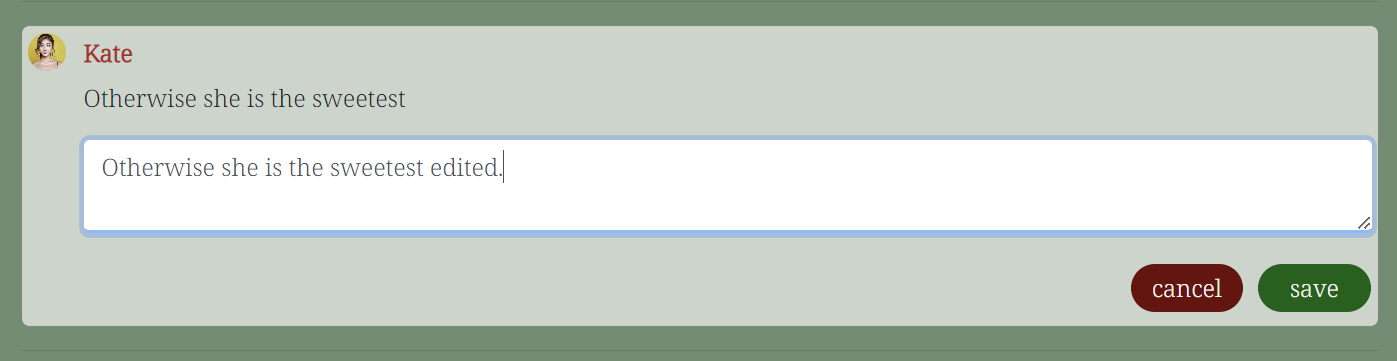 Kate
Otherwise she is the sweetest
Otherwise she is the sweetest edited.
cancel save